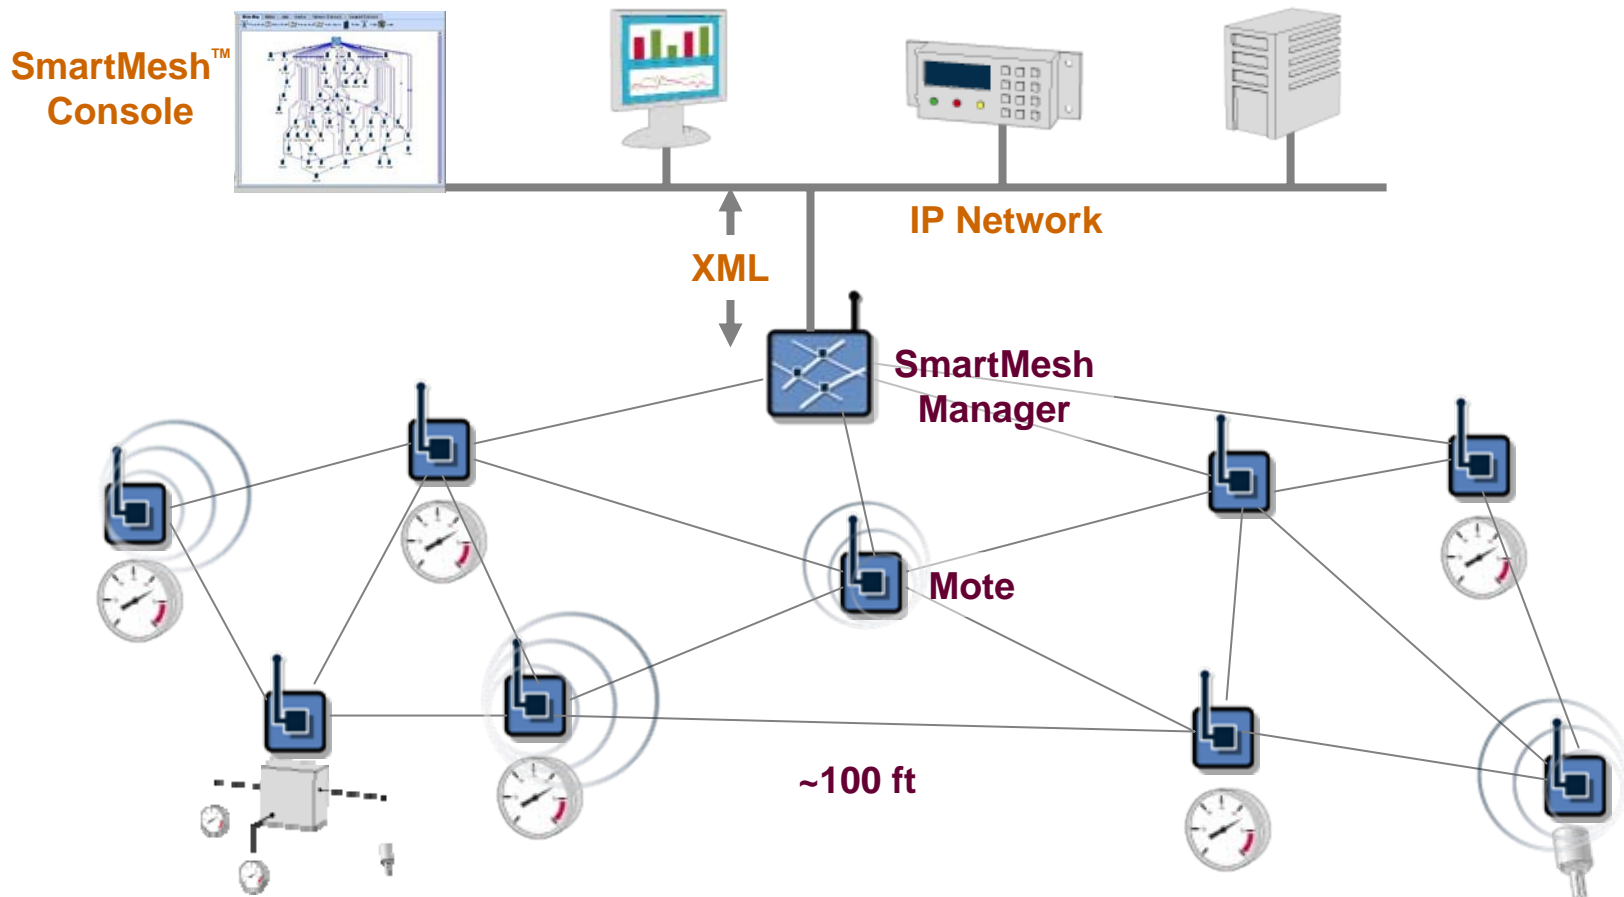 SmartMesh™
Console
IP Network
XML
SmartMesh
Manager
Mote
~100 ft